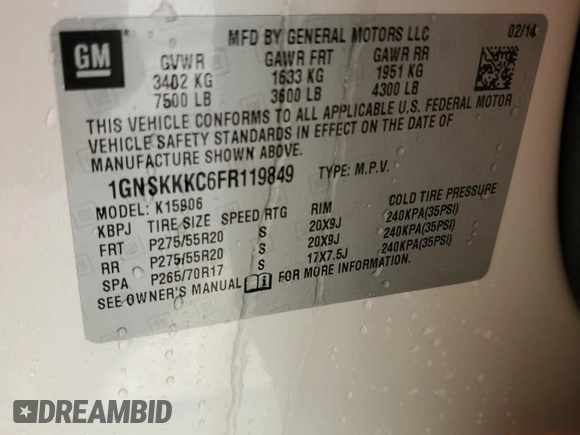 GM
MFD BY GENERAL MOTORS LLC 02/14
GVWR GAWR FRT GAWR RR
3402 KG 1633 KG 1951 KG
7500 LB 3600 LB 4300 LB
THIS VEHICLE CONFORMS TO ALL APPLICABLE U.S. FEDERAL MOTOR
VEHICLE SAFETY STANDARDS IN EFFECT ON THE DATE OF
MANUFACTURE SHOWN ABOVE.
1GNSKKKC6FR119849 TYPE: M.P.V.
MODEL: K15906
KBPJ TIRE SIZE SPEED RTG RIM COLD TIRE PRESSURE
FRT P275/55R20 S 20X9J 240KPA(35PSI)
RR P275/55R20 S 20X9J 240KPA(35PSI)
SPA P265/70R17 S 17X7.5J 240KPA(35PSI)
SEE OWNER'S MANUAL FOR MORE INFORMATION.
DREAMBID